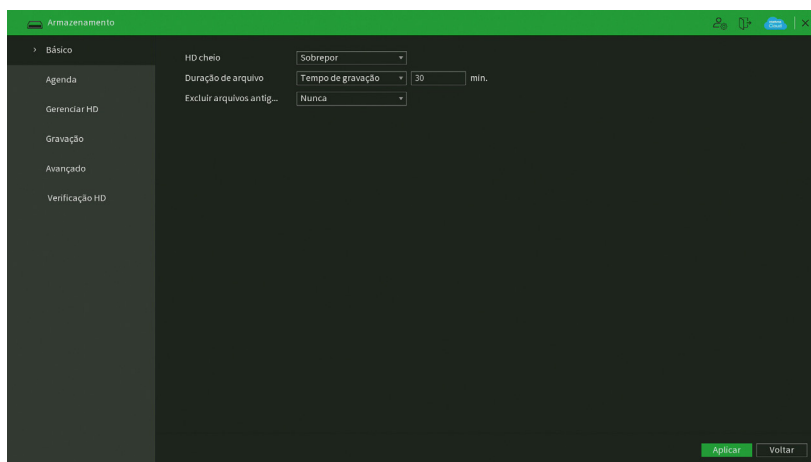 Armazenamento
Básico
Agenda
Gerenciar HD
Gravação
Avançado
Verificação HD
HD cheio
Sobrepor
Duração de arquivo
Tempo de gravação
30
min.
Excluir arquivos antig...
Nunca
Aplicar
Voltar